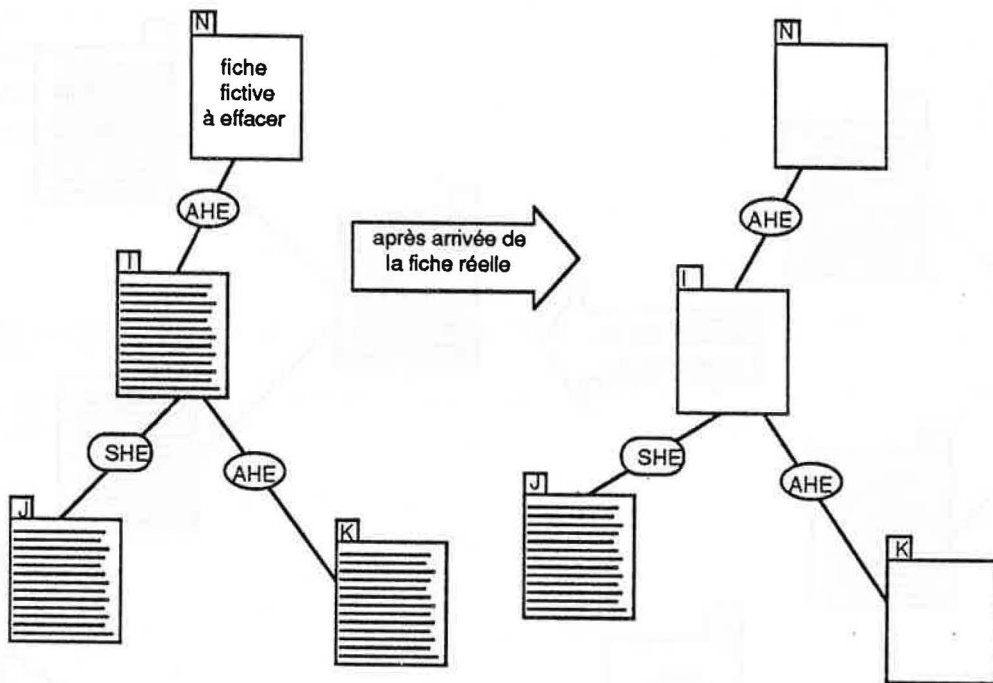 N
fiche
fictive
à effacer
AHE
I
SHE
AHE
J
K
après arrivée de
la fiche réelle
N
AHE
I
SHE
AHE
J
K